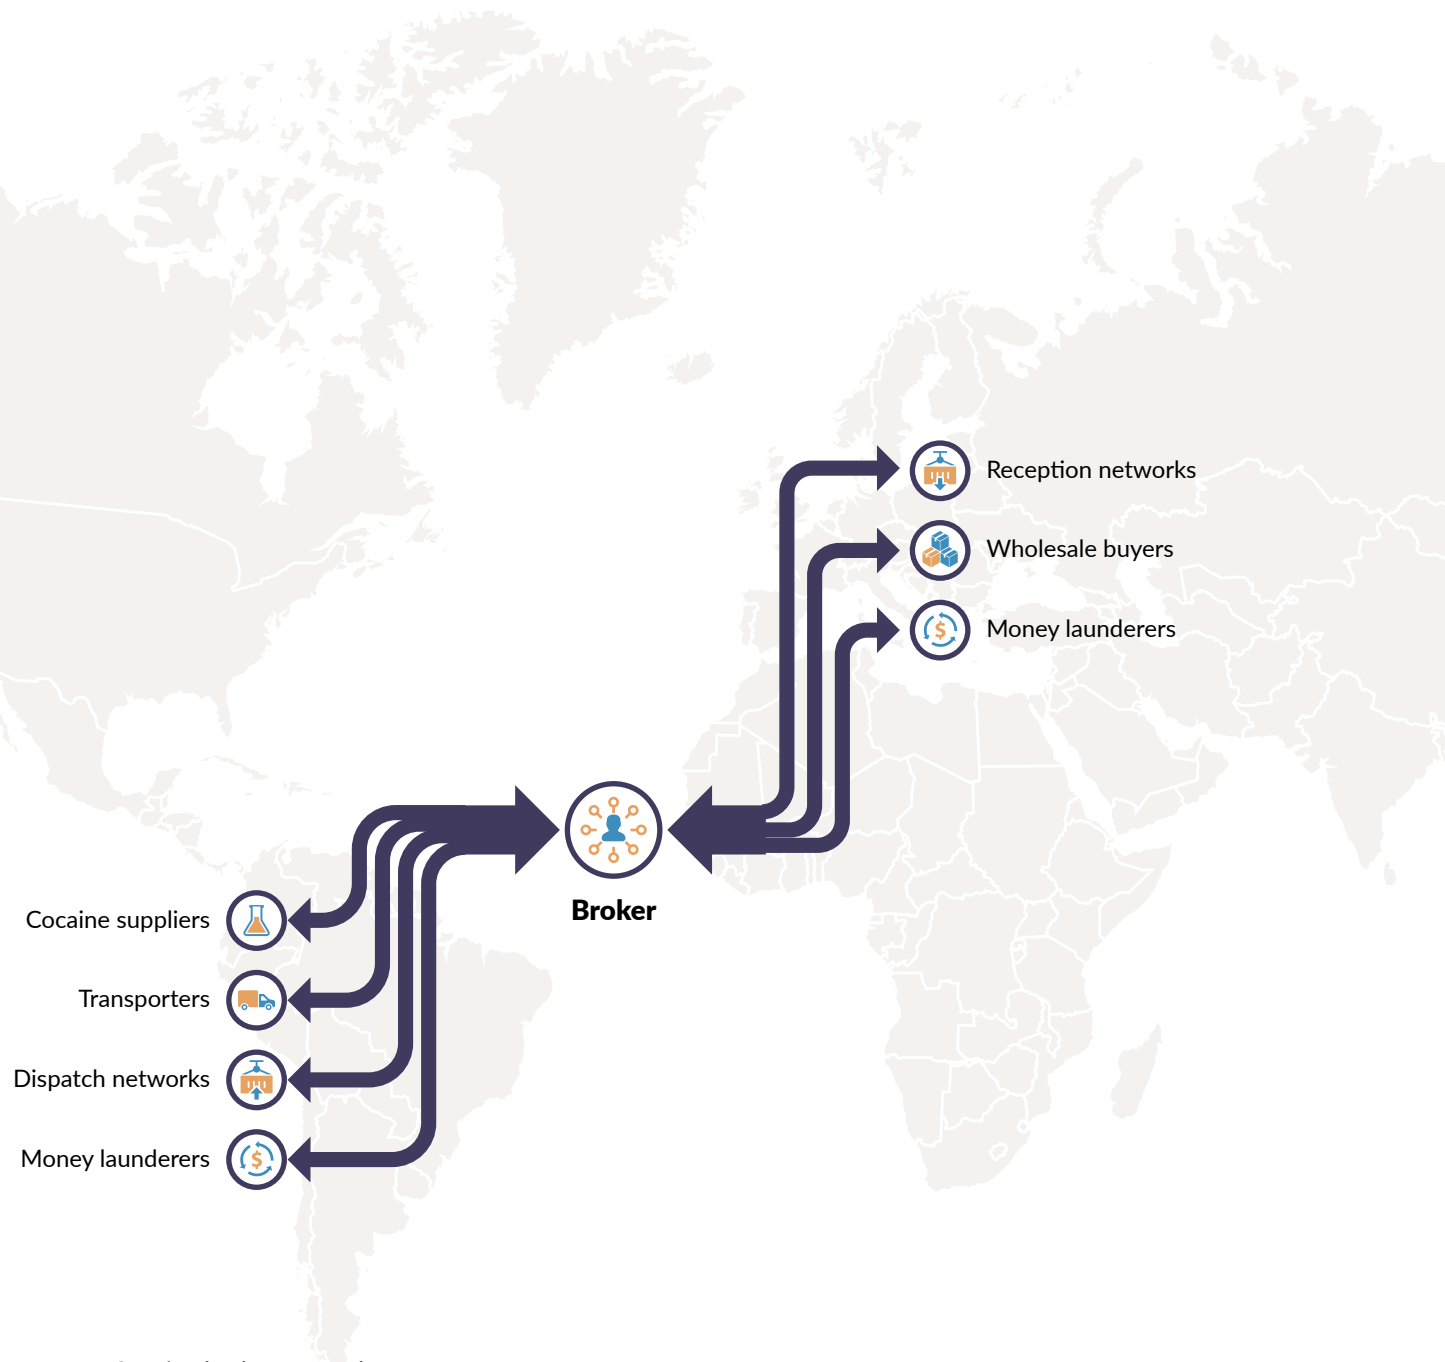 Reception networks
Wholesale buyers
Money launderers
Broker
Cocaine suppliers
Transporters
Dispatch networks
Money launderers